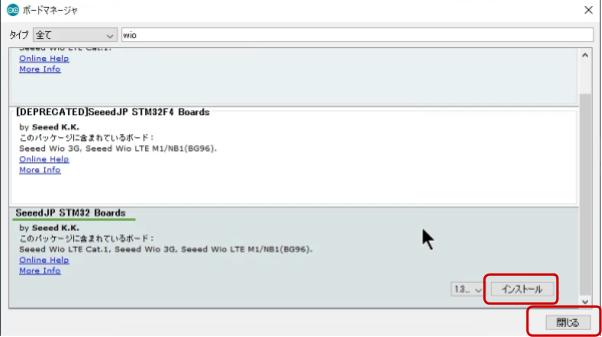 ボードマネージャ
タイプ 全て wio
Seeed Wio LTE Cat.1.
Online Help
More Info
[DEPRECATED]SeeedJP STM32F4 Boards
by Seeed K.K.
このパッケージに含まれているボード：
Seeed Wio 3G, Seeed Wio LTE M1/NB1(BG96).
Online Help
More Info
SeeedJP STM32 Boards
by Seeed K.K.
このパッケージに含まれているボード：
Seeed Wio LTE Cat.1, Seeed Wio 3G, Seeed Wio LTE M1/NB1(BG96).
Online Help
More Info
1.3... インストール
閉じる